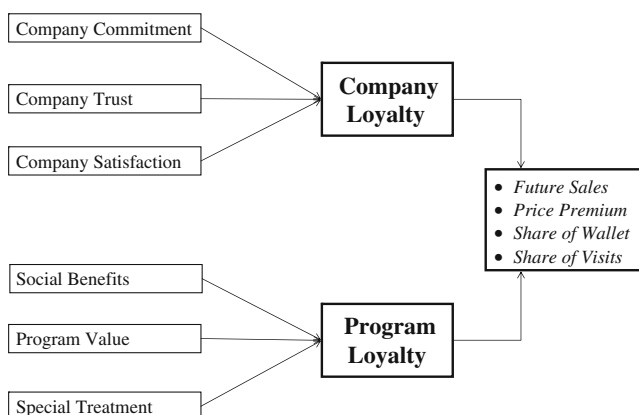 Company Commitment
Company Trust
Company Satisfaction
Company
Loyalty
• Future Sales
• Price Premium
• Share of Wallet
• Share of Visits
Social Benefits
Program Value
Special Treatment
Program
Loyalty